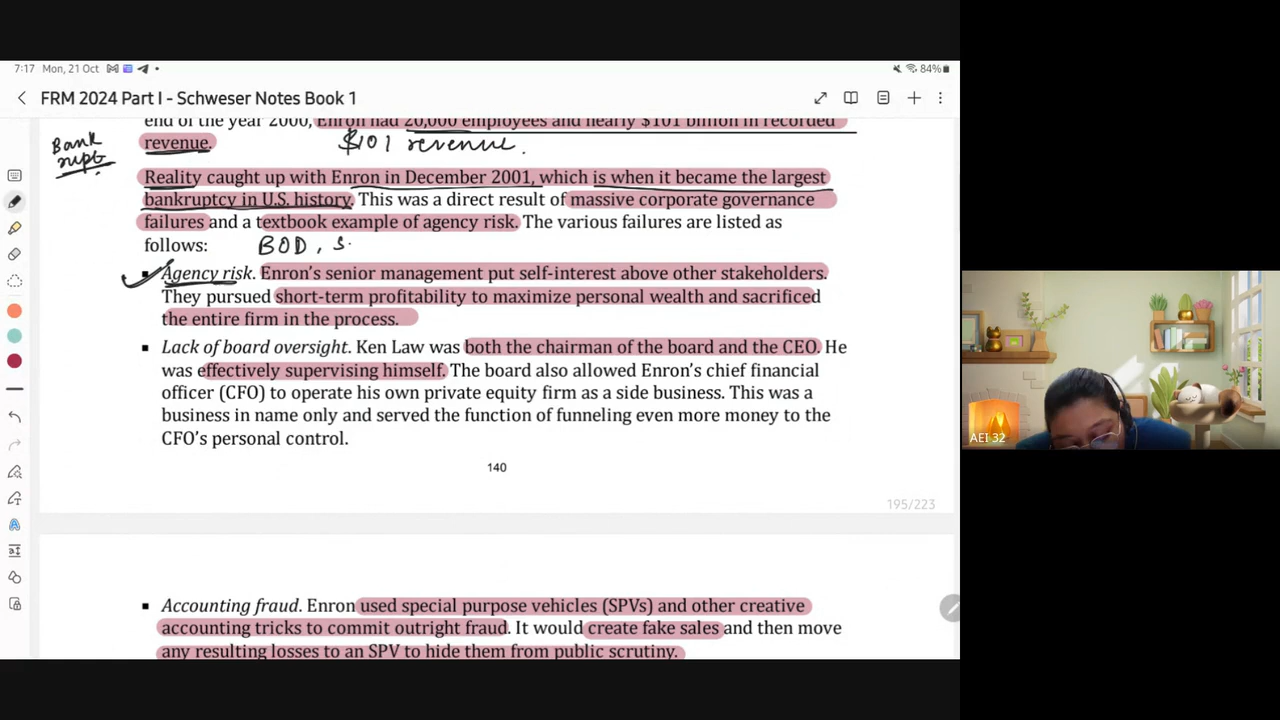 7:17 Mon, 21 Oct
84%
FRM 2024 Part I - Schweser Notes Book 1
end of the year 2000, Enron had 20,000 employees and nearly $101 billion in recorded
revenue.
$101 revenue.
Bank
rupt
Reality caught up with Enron in December 2001, which is when it became the largest
bankruptcy in U.S. history. This was a direct result of massive corporate governance
failures and a textbook example of agency risk. The various failures are listed as
follows:
BOD, s
▪ Agency risk. Enron's senior management put self-interest above other stakeholders.
They pursued short-term profitability to maximize personal wealth and sacrificed
the entire firm in the process.
▪ Lack of board oversight. Ken Law was both the chairman of the board and the CEO. He
was effectively supervising himself. The board also allowed Enron's chief financial
officer (CFO) to operate his own private equity firm as a side business. This was a
business in name only and served the function of funneling even more money to the
CFO's personal control.
140
195/223
▪ Accounting fraud. Enron used special purpose vehicles (SPVs) and other creative
accounting tricks to commit outright fraud. It would create fake sales and then move
any resulting losses to an SPV to hide them from public scrutiny.
AEI 32